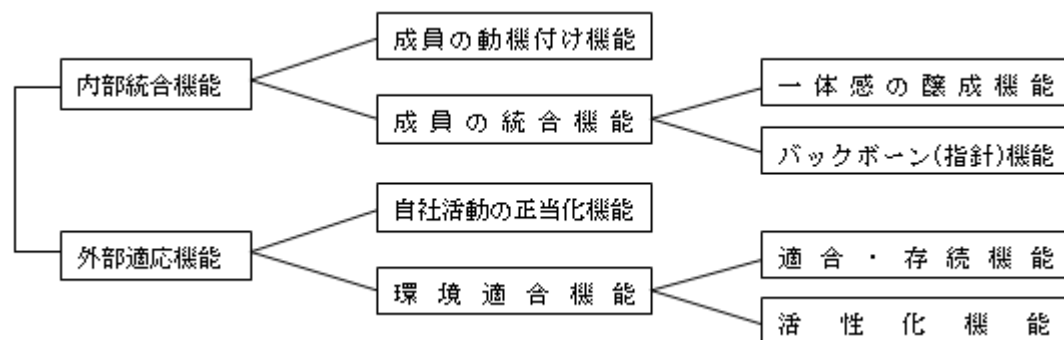 成員の動機付け機能
内部統合機能
一体感の醸成機能
成員の統合機能
バックボーン(指針)機能
自社活動の正当化機能
外部適応機能
適合・存続機能
環境適合機能
活性化機能